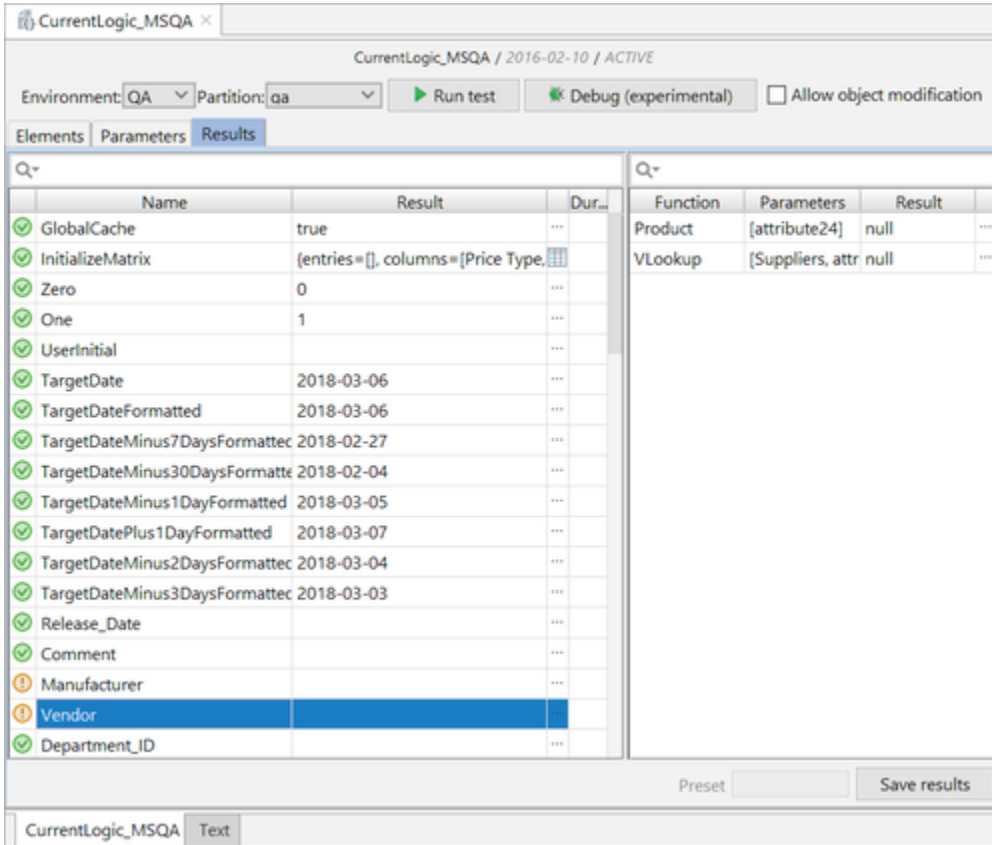 CurrentLogic_MSQA ×
CurrentLogic_MSQA / 2016-02-10 / ACTIVE
Environment: QA Partition: qa Run test Debug (experimental) Allow object modification
Elements Parameters Results
Name Result Dur... Function Parameters Result
GlobalCache true ... Product [attribute24] null ...
InitializeMatrix (entries=[], columns=[Price Type, VLookup [Suppliers, attr null ...
Zero 0 ...
One 1 ...
UserInitial ...
TargetDate 2018-03-06 ...
TargetDateFormatted 2018-03-06 ...
TargetDateMinus7DaysFormatted 2018-02-27 ...
TargetDateMinus30DaysFormatte 2018-02-04 ...
TargetDateMinus1DayFormatted 2018-03-05 ...
TargetDatePlus1DayFormatted 2018-03-07 ...
TargetDateMinus2DaysFormatted 2018-03-04 ...
TargetDateMinus3DaysFormatted 2018-03-03 ...
Release_Date ...
Comment ...
Manufacturer ...
Vendor ...
Department_ID ...
Preset Save results
CurrentLogic_MSQA Text